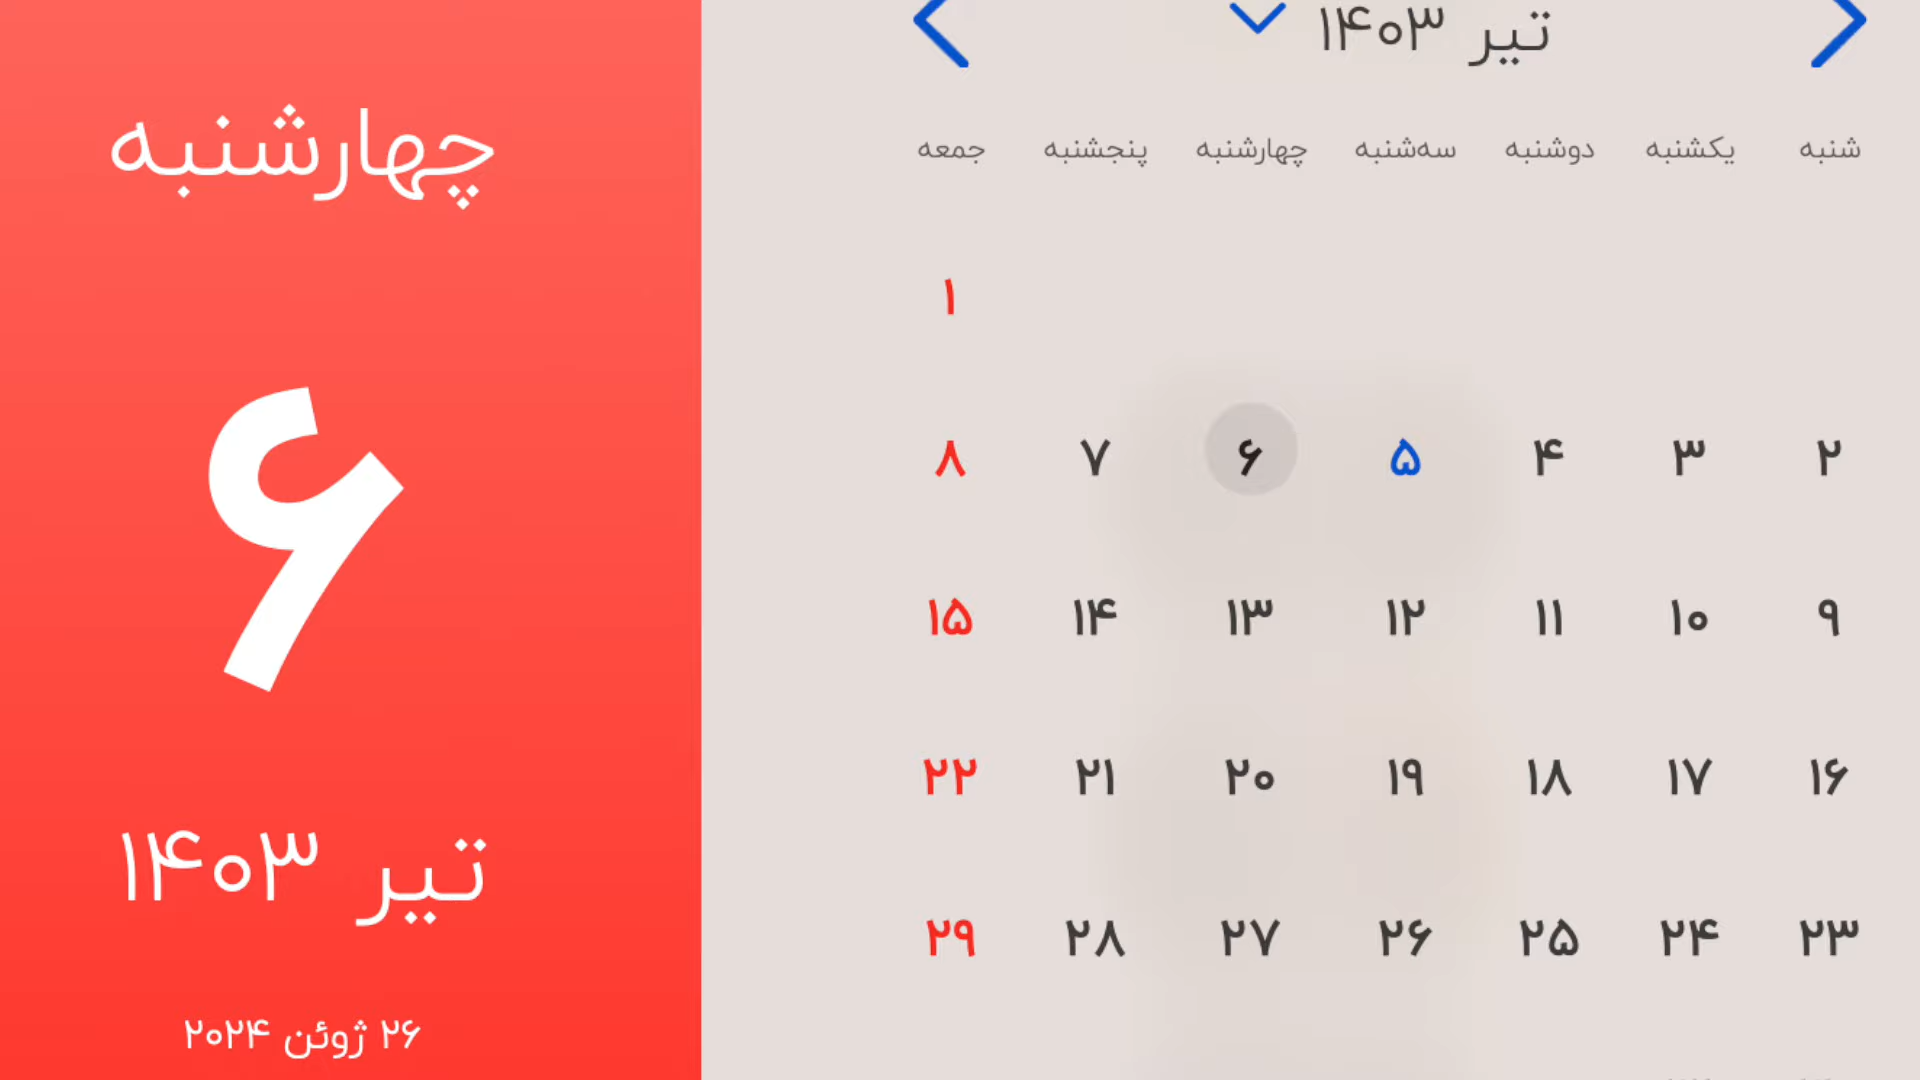 چهارشنبه
۶
تیر ۱۴۰۳
۲۶ ژوئن ۲۰۲۴
تیر ۱۴۰۳
شنبه یکشنبه دوشنبه سه‌شنبه چهارشنبه پنجشنبه جمعه
۱
۲ ۳ ۴ ۵ ۶ ۷ ۸
۹ ۱۰ ۱۱ ۱۲ ۱۳ ۱۴ ۱۵
۱۶ ۱۷ ۱۸ ۱۹ ۲۰ ۲۱ ۲۲
۲۳ ۲۴ ۲۵ ۲۶ ۲۷ ۲۸ ۲۹